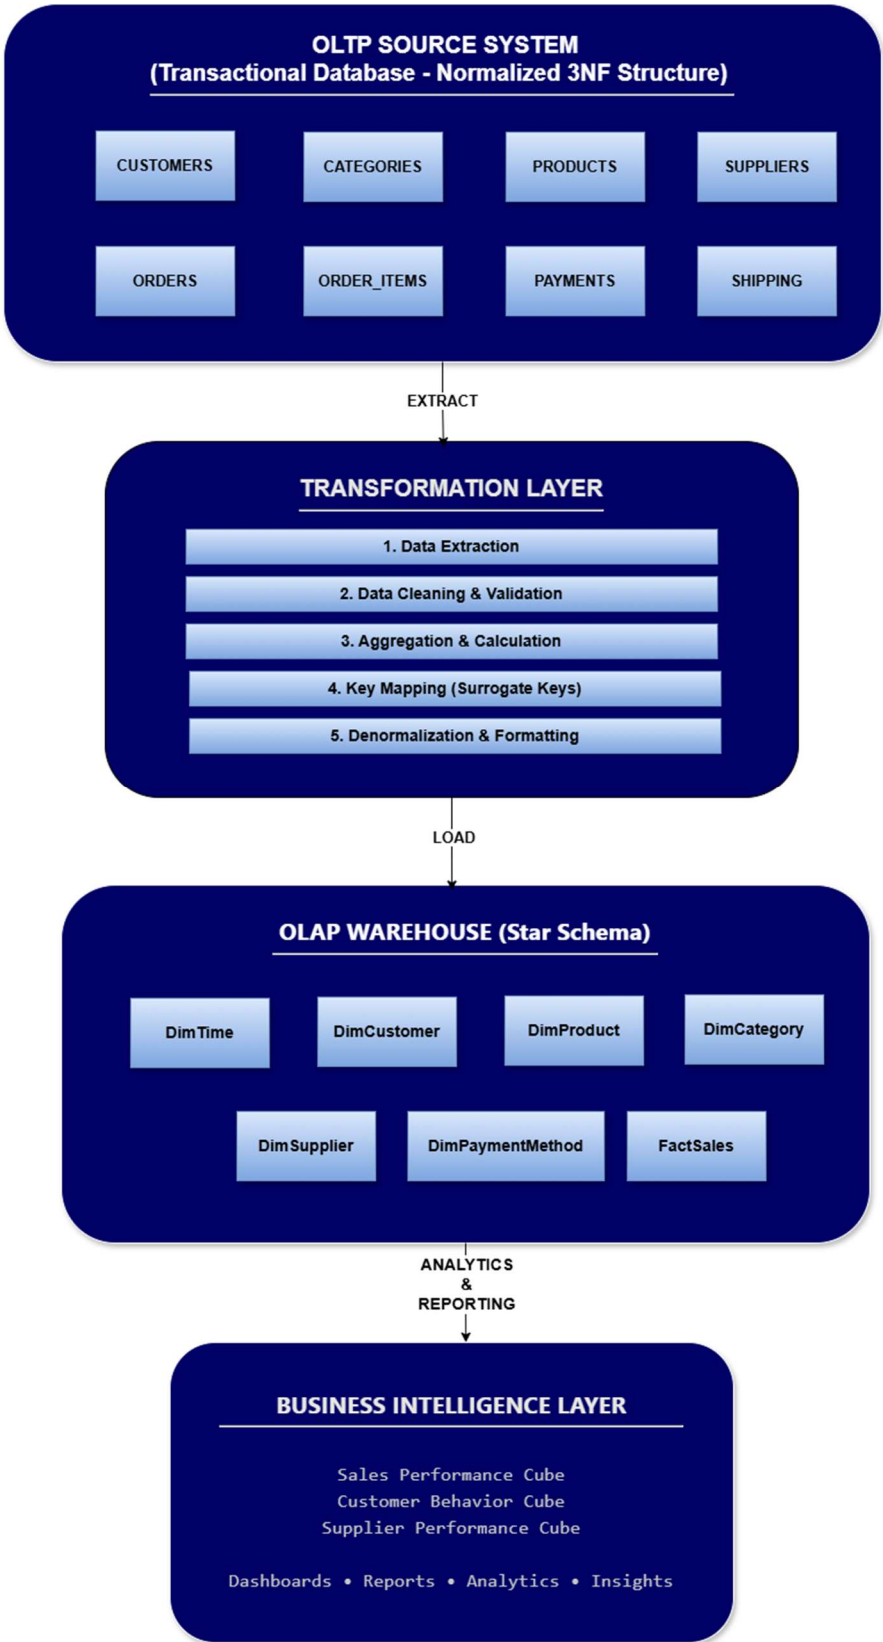 OLTP SOURCE SYSTEM
(Transactional Database - Normalized 3NF Structure)
CUSTOMERS
CATEGORIES
PRODUCTS
SUPPLIERS
ORDERS
ORDER_ITEMS
PAYMENTS
SHIPPING
EXTRACT
TRANSFORMATION LAYER
1. Data Extraction
2. Data Cleaning & Validation
3. Aggregation & Calculation
4. Key Mapping (Surrogate Keys)
5. Denormalization & Formatting
LOAD
OLAP WAREHOUSE (Star Schema)
DimTime
DimCustomer
DimProduct
DimCategory
DimSupplier
DimPaymentMethod
FactSales
ANALYTICS
&
REPORTING
BUSINESS INTELLIGENCE LAYER
Sales Performance Cube
Customer Behavior Cube
Supplier Performance Cube
Dashboards • Reports • Analytics • Insights